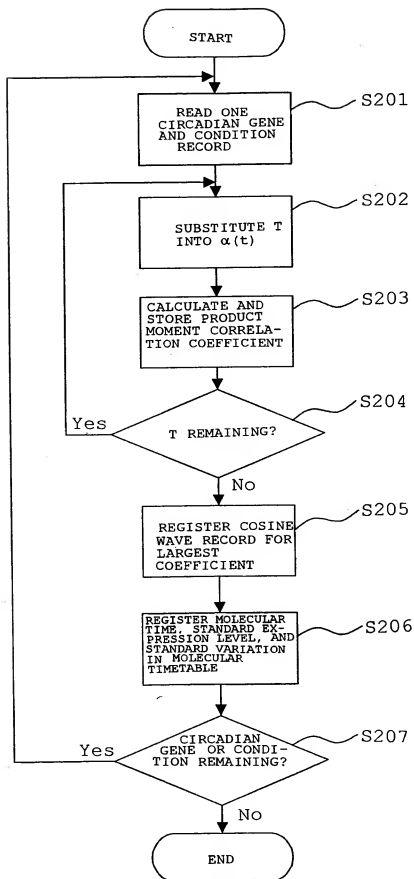 START
READ ONE
CIRCADIAN GENE
AND CONDITION
RECORD
S201
SUBSTITUTE T
INTO α(t)
S202
CALCULATE AND
STORE PRODUCT
MOMENT CORRELA-
TION COEFFICIENT
S203
T REMAINING?
S204
Yes
No
REGISTER COSINE
WAVE RECORD FOR
LARGEST
COEFFICIENT
S205
REGISTER MOLECULAR
TIME, STANDARD EX-
PRESSION LEVEL, AND
STANDARD VARIATION
IN MOLECULAR
TIMETABLE
S206
CIRCADIAN
GENE OR CONDI-
TION REMAINING?
S207
Yes
No
END